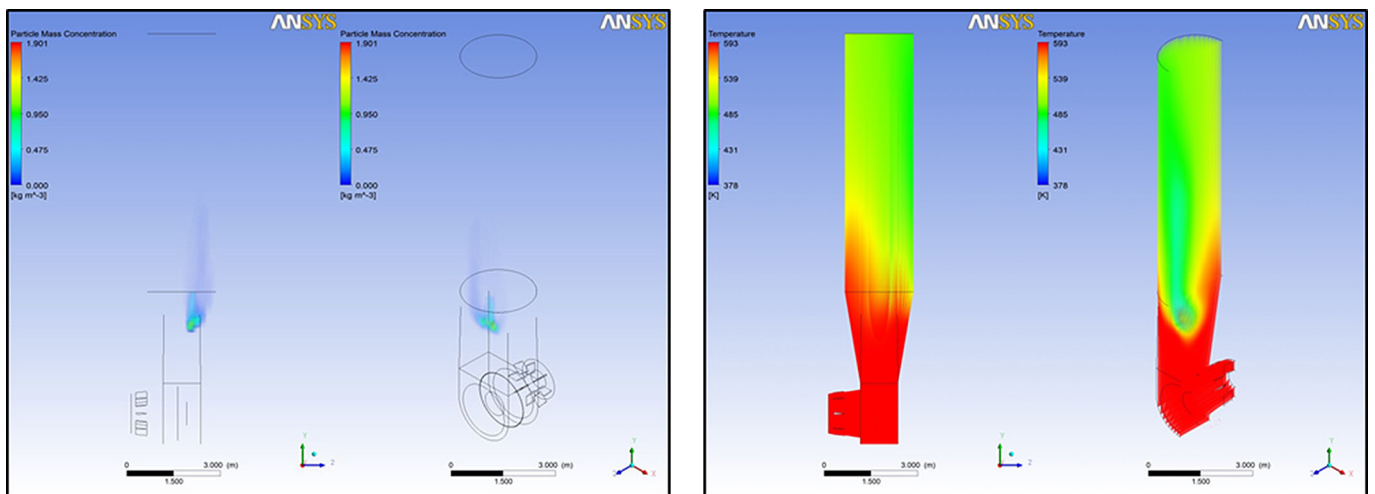 ANSYS
Particle Mass Concentration
1.901
1.425
0.950
0.475
0.000
[kg m^-3]
0 3.000 (m)
1.500
Y
Z
ANSYS
Particle Mass Concentration
1.901
1.425
0.950
0.475
0.000
[kg m^-3]
0 3.000 (m)
1.500
Y
Z X
ANSYS
Temperature
593
539
485
431
378
[K]
0 3.000 (m)
1.500
Y
Z
ANSYS
Temperature
593
539
485
431
378
[K]
0 3.000 (m)
1.500
Y
Z X